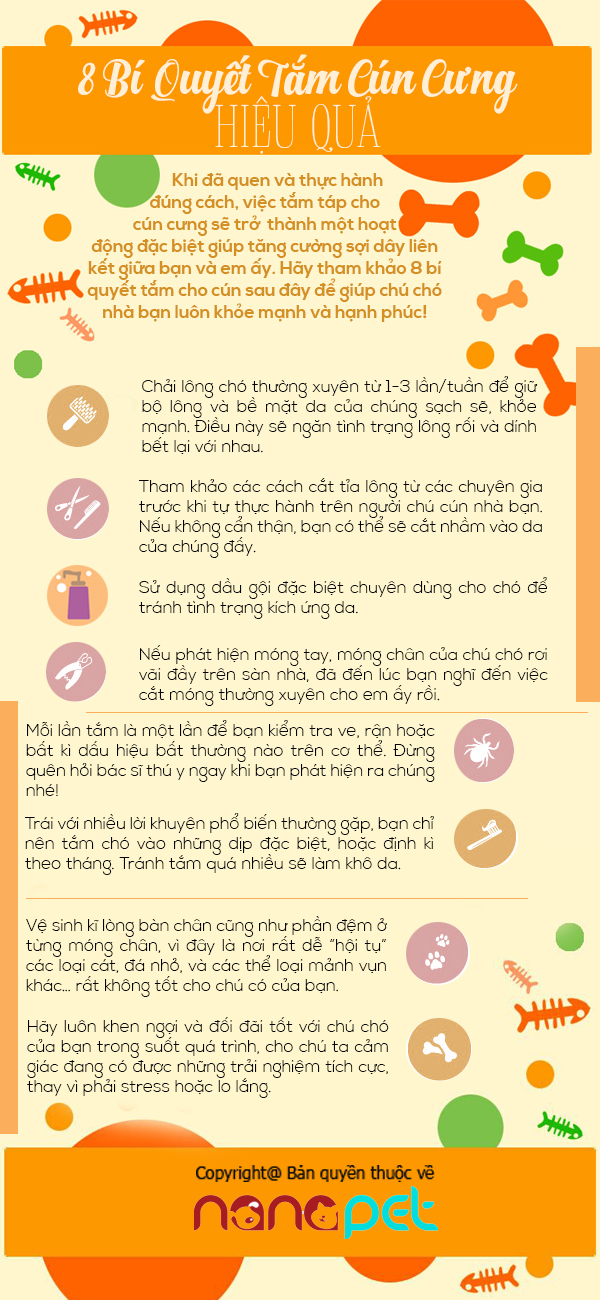 8 Bí Quyết Tắm Cún Cưng
HIỆU QUẢ
Khi đã quen và thực hành
đúng cách, việc tắm táp cho
cún cưng sẽ trở thành một hoạt
động đặc biệt giúp tăng cường sợi dây liên
kết giữa bạn và em ấy. Hãy tham khảo 8 bí
quyết tắm cho cún sau đây để giúp chú chó
nhà bạn luôn khỏe mạnh và hạnh phúc!
Chải lông chó thường xuyên từ 1-3 lần/tuần để giữ
bộ lông và bề mặt da của chúng sạch sẽ, khỏe
mạnh. Điều này sẽ ngăn tình trạng lông rối và dính
bết lại với nhau.
Tham khảo các cách cắt tỉa lông từ các chuyên gia
trước khi tự thực hành trên người chú cún nhà bạn.
Nếu không cẩn thận, bạn có thể sẽ cắt nhầm vào da
của chúng đấy.
Sử dụng dầu gội đặc biệt chuyên dùng cho chó để
tránh tình trạng kích ứng da.
Nếu phát hiện móng tay, móng chân của chú chó rơi
vãi đầy trên sàn nhà, đã đến lúc bạn nghĩ đến việc
cắt móng thường xuyên cho em ấy rồi.
Mỗi lần tắm là một lần để bạn kiểm tra ve, rận hoặc
bất kì dấu hiệu bất thường nào trên cơ thể. Đừng
quên hỏi bác sĩ thú y ngay khi bạn phát hiện ra chúng
nhé!
Trái với nhiều lời khuyên phổ biến thường gặp, bạn chỉ
nên tắm chó vào những dịp đặc biệt, hoặc định kì
theo tháng. Tránh tắm quá nhiều sẽ làm khô da.
Vệ sinh kĩ lòng bàn chân cũng như phần đệm ở
từng móng chân, vì đây là nơi rất dễ "hội tụ"
các loại cát, đá nhỏ, và các thể loại mảnh vụn
khác... rất không tốt cho chú có của bạn.
Hãy luôn khen ngợi và đối đãi tốt với chú chó
của bạn trong suốt quá trình, cho chú ta cảm
giác đang có được những trải nghiệm tích cực,
thay vì phải stress hoặc lo lắng.
Copyright@ Bản quyền thuộc về
nanapet